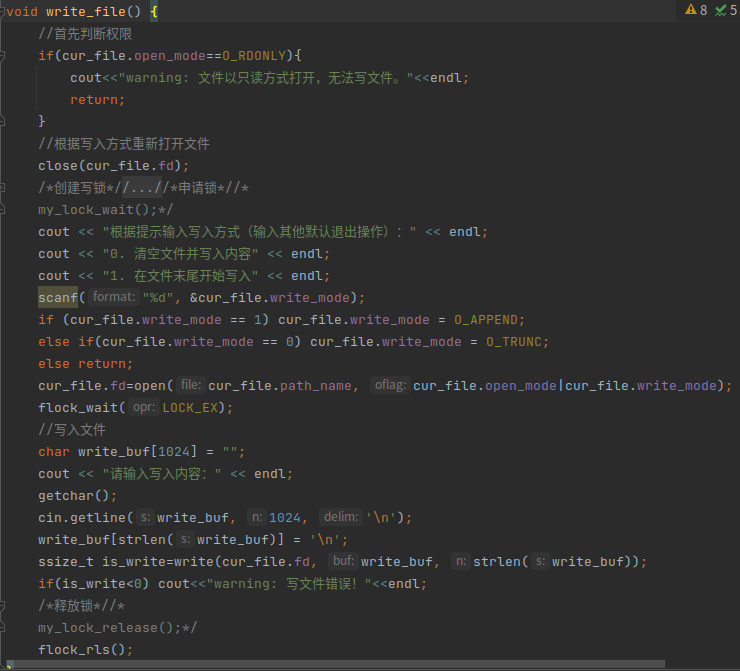 void write_file() {
8 5
//首先判断权限
if(cur_file.open_mode==O_RDONLY){
cout<<"warning: 文件以只读方式打开，无法写文件。"<<endl;
return;
}
//根据写入方式重新打开文件
close(cur_file.fd);
/*创建写锁*//...//*申请锁*//*
my_lock_wait();*/
cout << "根据提示输入写入方式（输入其他默认退出操作）：" << endl;
cout << "0. 清空文件并写入内容" << endl;
cout << "1. 在文件末尾开始写入" << endl;
scanf( format: "%d", &cur_file.write_mode);
if (cur_file.write_mode == 1) cur_file.write_mode = O_APPEND;
else if(cur_file.write_mode == 0) cur_file.write_mode = O_TRUNC;
else return;
cur_file.fd=open( file: cur_file.path_name, oflag: cur_file.open_mode|cur_file.write_mode);
flock_wait( opr: LOCK_EX);
//写入文件
char write_buf[1024] = "";
cout << "请输入写入内容：" << endl;
getchar();
cin.getline( s: write_buf, n: 1024, delim: '\n');
write_buf[strlen( s: write_buf)] = '\n';
ssize_t is_write=write(cur_file.fd, buf: write_buf, n: strlen( s: write_buf));
if(is_write<0) cout<<"warning: 写文件错误！"<<endl;
/*释放锁*//*
my_lock_release();*/
flock_rls();
}